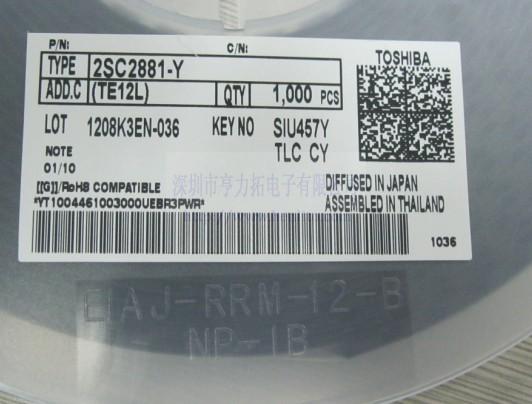 P/N: C/N:
TYPE 2SC2881-Y TOSHIBA
ADD.C (TE12L) QTY 1,000 PCS
LOT 1208K3EN-036 KEY NO SIU457Y
TLC CY
NOTE
01/10
深圳市亨力拓电子有限
[[G]]/RoHS COMPATIBLE DIFFUSED IN JAPAN
*YT1004461003000UEBR3PWR* ASSEMBLED IN THAILAND
1036
EIAJ-RRM-12-B
NP-1B